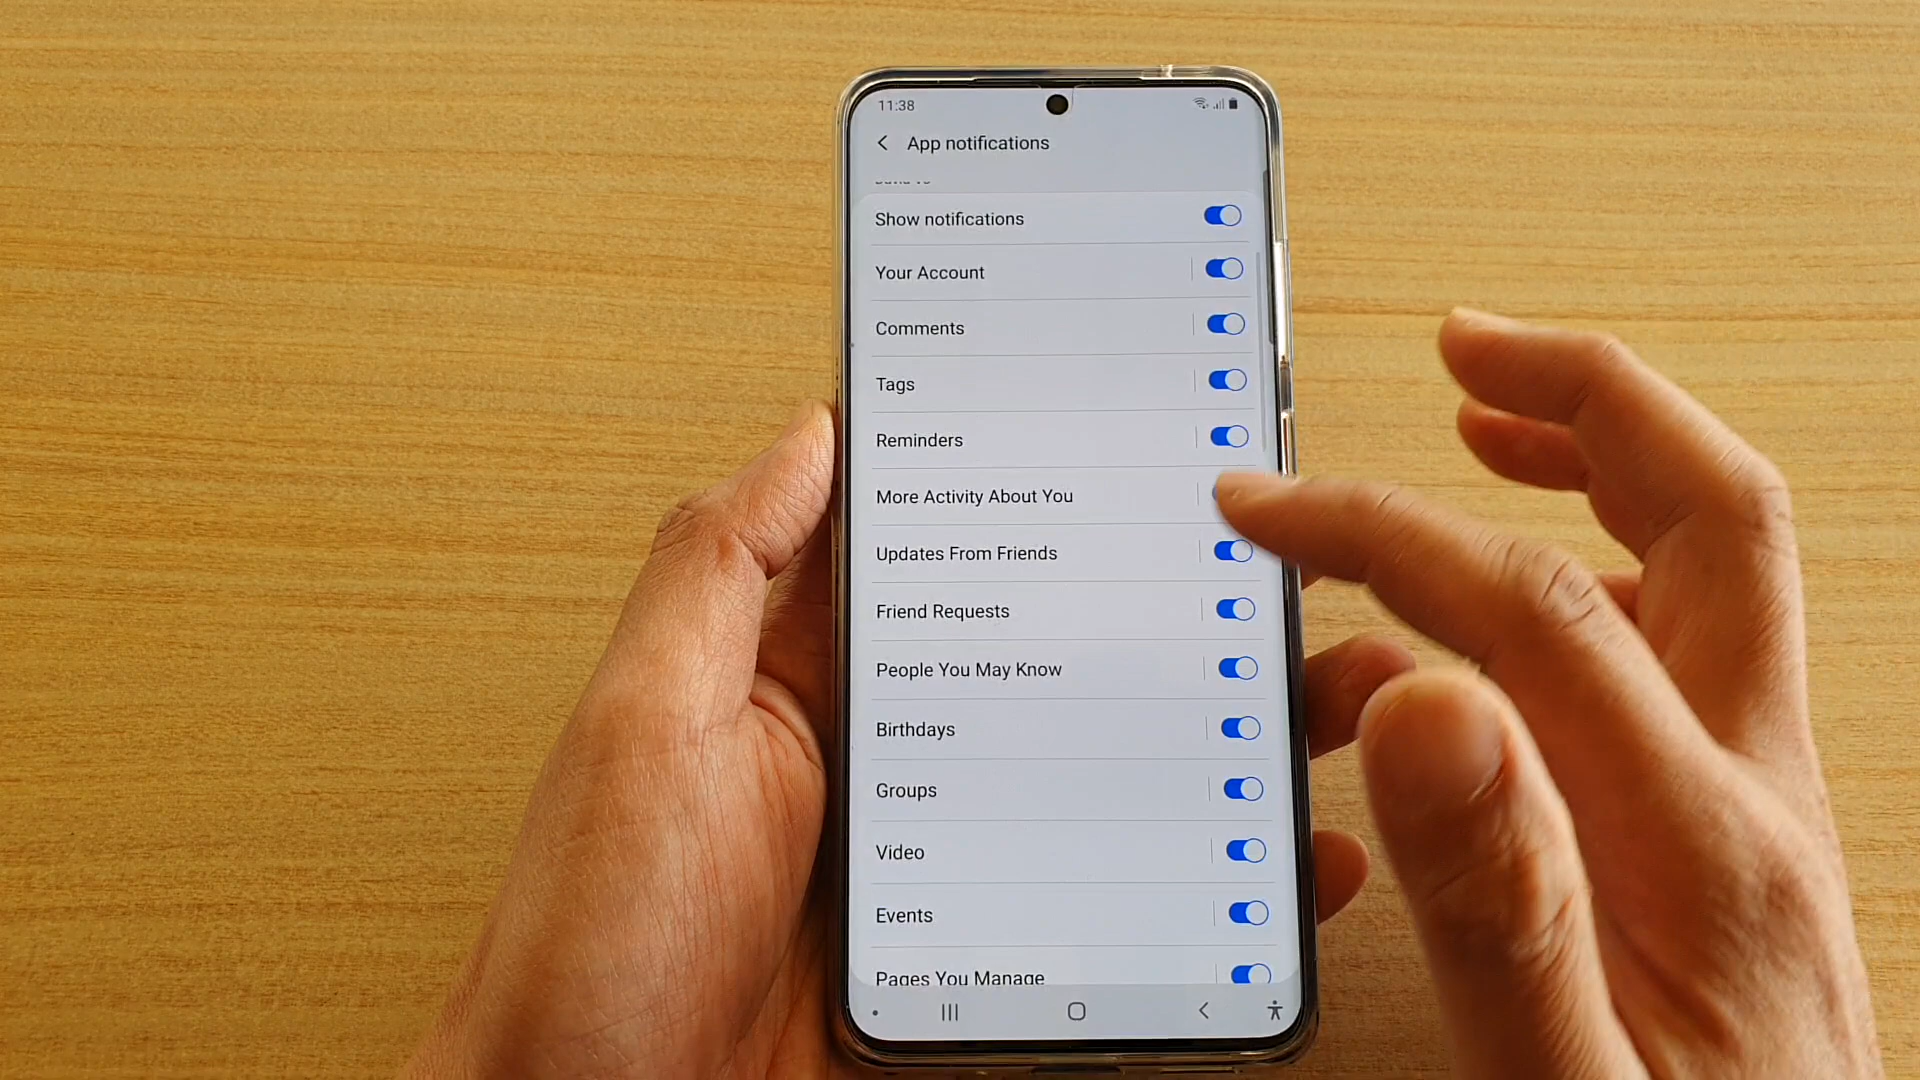 11:38
App notifications
Show notifications
Your Account
Comments
Tags
Reminders
More Activity About You
Updates From Friends
Friend Requests
People You May Know
Birthdays
Groups
Video
Events
Pages You Manage